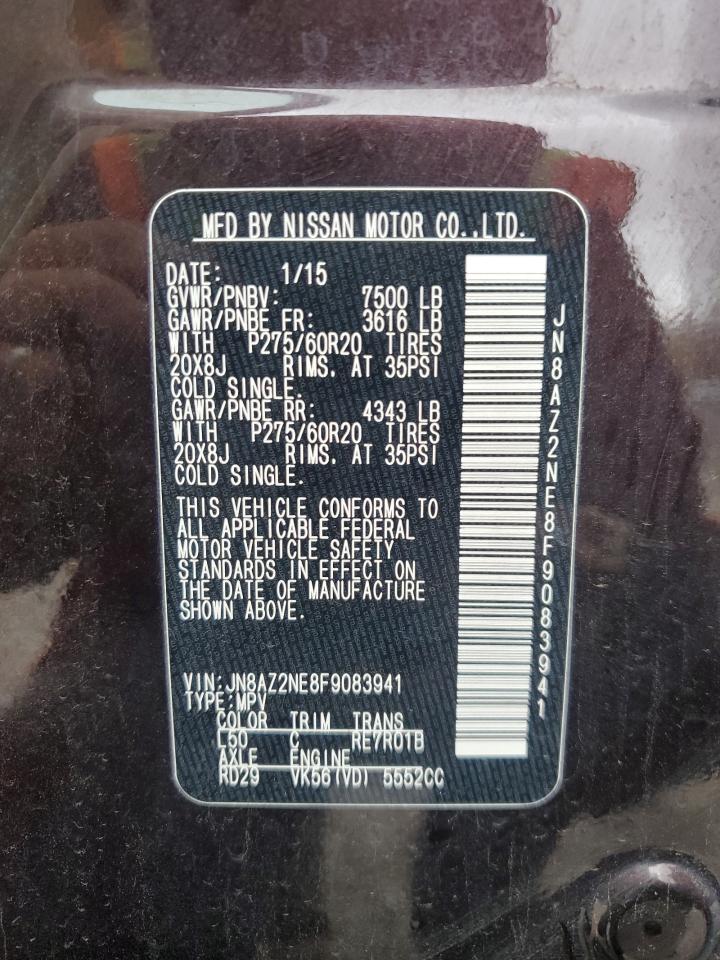 MFD BY NISSAN MOTOR CO.,LTD.
DATE: 1/15
GVWR/PNBV: 7500 LB
GAWR/PNBE FR: 3616 LB
WITH P275/60R20 TIRES
20X8J RIMS. AT 35PSI
COLD SINGLE.
GAWR/PNBE RR: 4343 LB
WITH P275/60R20 TIRES
20X8J RIMS. AT 35PSI
COLD SINGLE.
THIS VEHICLE CONFORMS TO
ALL APPLICABLE FEDERAL
MOTOR VEHICLE SAFETY
STANDARDS IN EFFECT ON
THE DATE OF MANUFACTURE
SHOWN ABOVE.
VIN:JN8AZ2NE8F9083941
TYPE:MPV
COLOR TRIM TRANS
L50 C RE7R01B
AXLE ENGINE
RD29 VK56(VD) 5552CC
JN8AZ2NE8F9083941